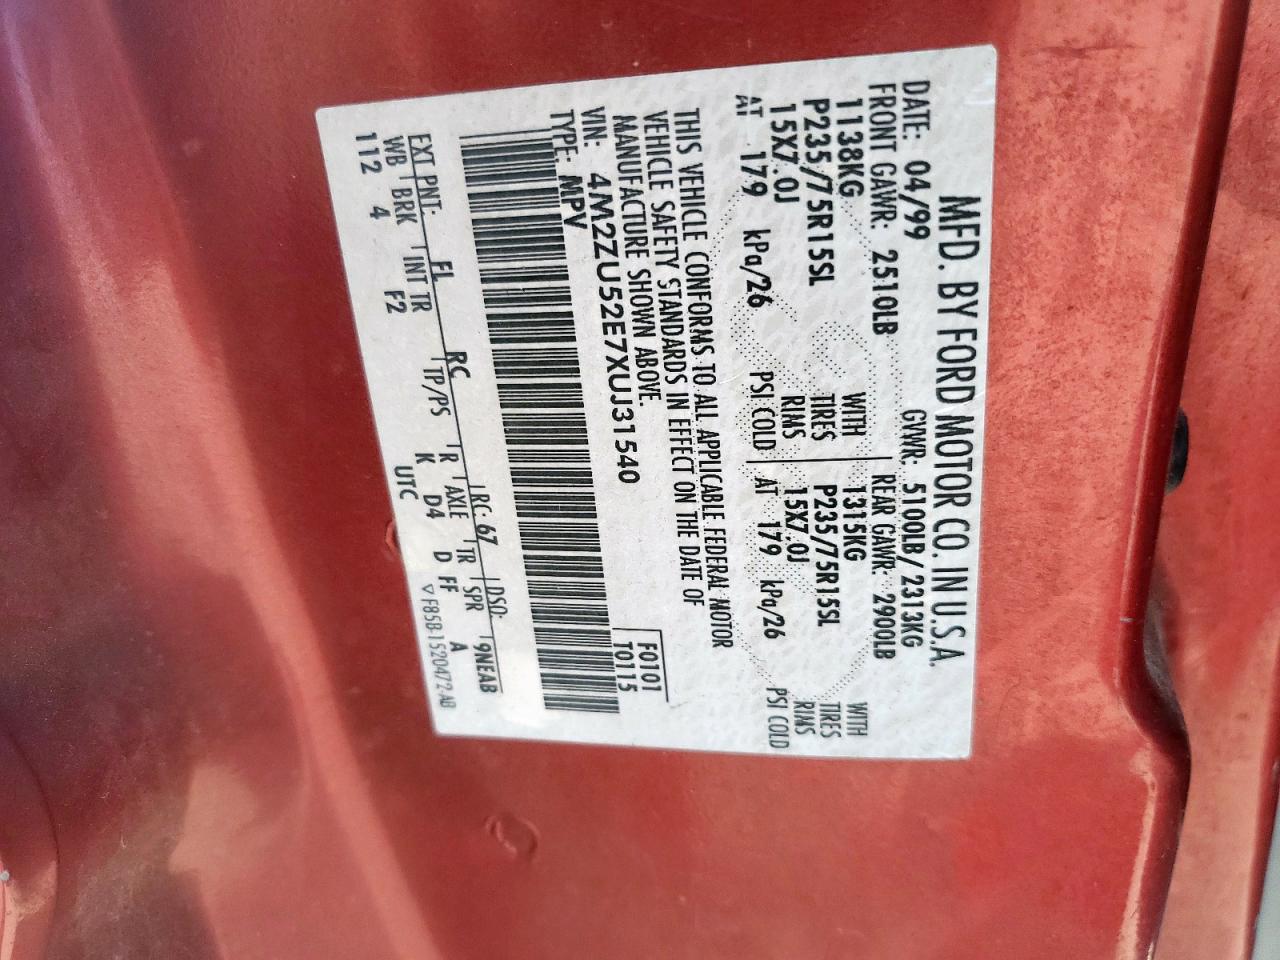 MFD. BY FORD MOTOR CO. IN U.S.A.
DATE: 04/99 GVWR: 5100LB/2313KG
FRONT GAWR: 2510LB REAR GAWR: 2900LB
1138KG WITH 1315KG WITH
P235/75R15SL TIRES P235/75R15SL TIRES
15X7.0J RIMS 15X7.0J RIMS
AT 179 kPa/26 PSI COLD AT 179 kPa/26 PSI COLD
THIS VEHICLE CONFORMS TO ALL APPLICABLE FEDERAL MOTOR
VEHICLE SAFETY STANDARDS IN EFFECT ON THE DATE OF
MANUFACTURE SHOWN ABOVE.
VIN: 4M2ZU52E7XUJ31540 F0101
TYPE: MPV T0115
EXT PNT: FL RC: 67 DSO: 9NEAB
WB BRK INT TR RC TP/PS R AXLE TR SPR
112 4 F2 K D4 D FF A
UTC ▽ F85B-1520472-AB